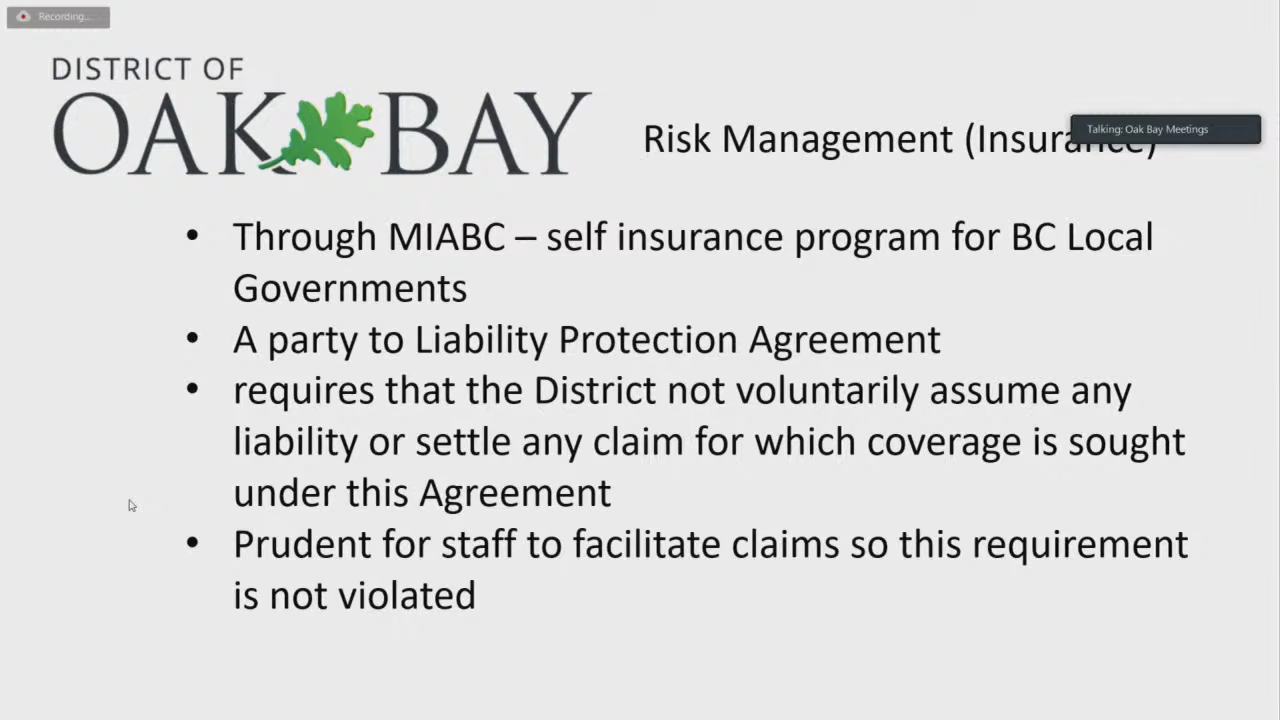 Recording...
DISTRICT OF
OAK BAY
Risk Management (Insurance)
Talking: Oak Bay Meetings
• Through MIABC – self insurance program for BC Local
Governments
• A party to Liability Protection Agreement
• requires that the District not voluntarily assume any
liability or settle any claim for which coverage is sought
under this Agreement
• Prudent for staff to facilitate claims so this requirement
is not violated